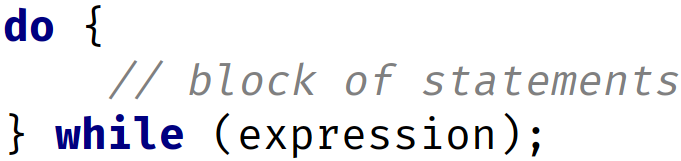 do {
    // block of statements
} while (expression);